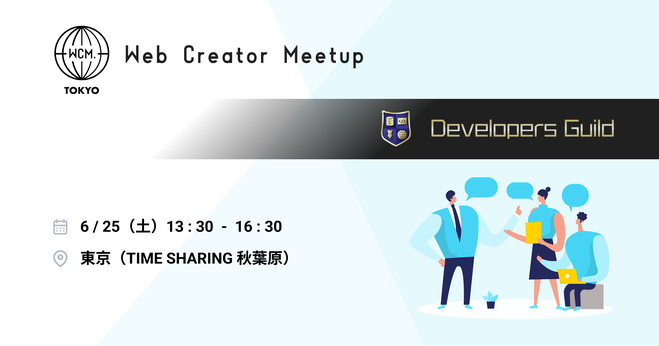 WCM.
TOKYO
Web Creator Meetup
Developers Guild
6 / 25（土）13 : 30 - 16 : 30
東京（TIME SHARING 秋葉原）